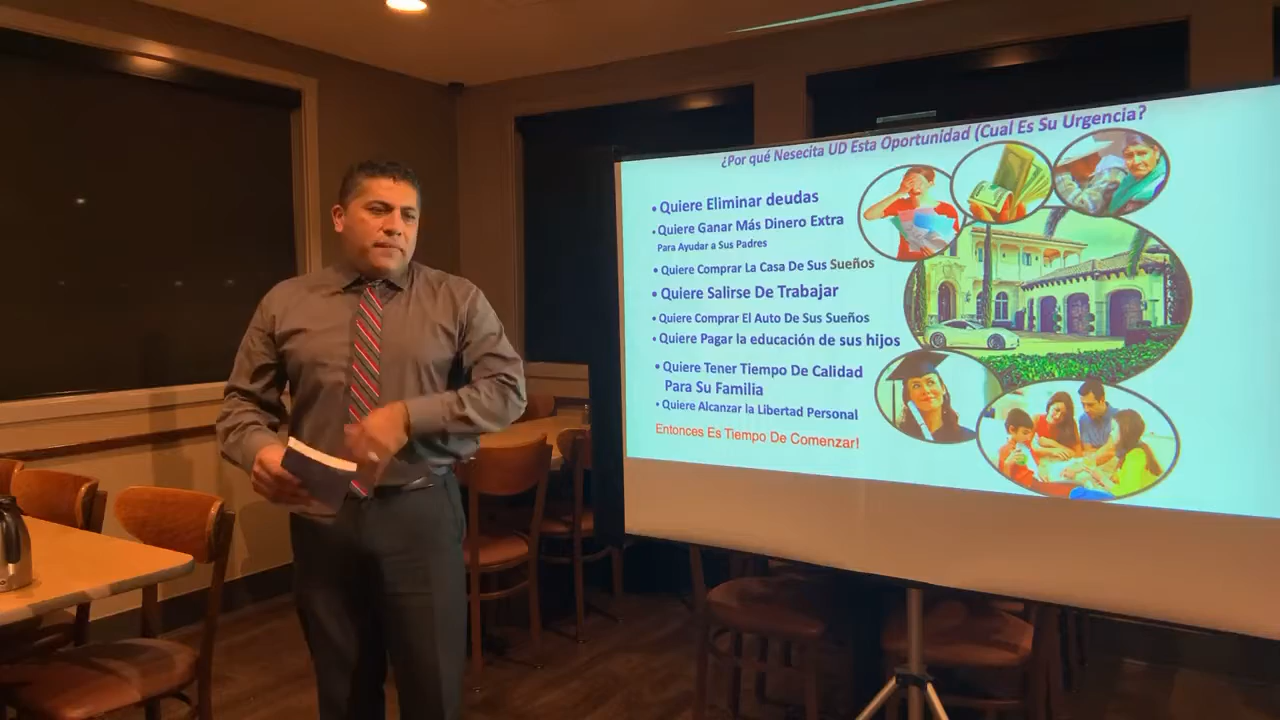 ¿Por qué Nesecita UD Esta Oportunidad (Cual Es Su Urgencia?
• Quiere Eliminar deudas
• Quiere Ganar Más Dinero Extra
Para Ayudar a Sus Padres
• Quiere Comprar La Casa De Sus Sueños
• Quiere Salirse De Trabajar
• Quiere Comprar El Auto De Sus Sueños
• Quiere Pagar la educación de sus hijos
• Quiere Tener Tiempo De Calidad
Para Su Familia
• Quiere Alcanzar la Libertad Personal
Entonces Es Tiempo De Comenzar!